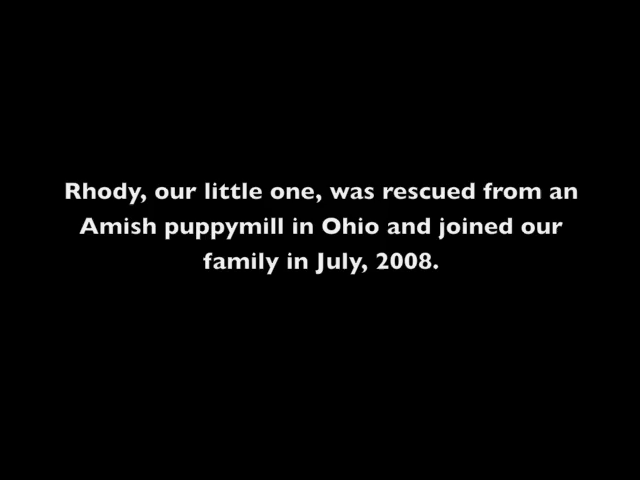 Rhody, our little one, was rescued from an
Amish puppymill in Ohio and joined our
family in July, 2008.